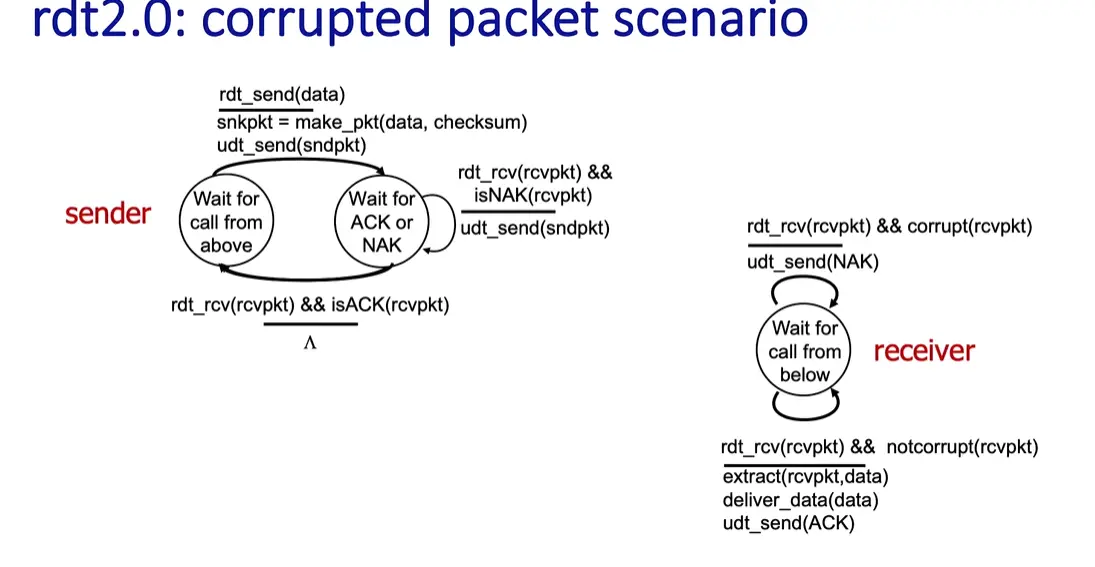 rdt2.0: corrupted packet scenario
rdt_send(data)
snkpkt = make_pkt(data, checksum)
udt_send(sndpkt)
sender
Wait for
call from
above
Wait for
ACK or
NAK
rdt_rcv(rcvpkt) &&
isNAK(rcvpkt)
udt_send(sndpkt)
rdt_rcv(rcvpkt) && isACK(rcvpkt)
Λ
rdt_rcv(rcvpkt) && corrupt(rcvpkt)
udt_send(NAK)
Wait for
call from
below
receiver
rdt_rcv(rcvpkt) && notcorrupt(rcvpkt)
extract(rcvpkt,data)
deliver_data(data)
udt_send(ACK)